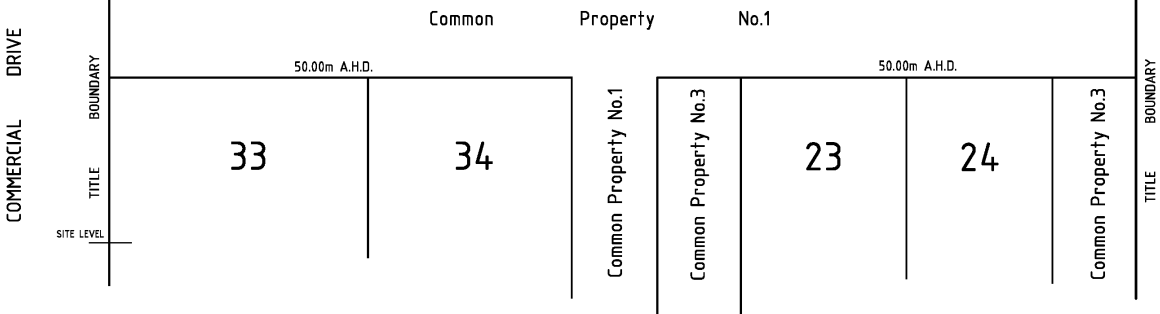 Common Property No.1
COMMERCIAL DRIVE
TITLE BOUNDARY
50.00m A.H.D.
50.00m A.H.D.
TITLE BOUNDARY
33
34
Common Property No.1
Common Property No.3
23
24
Common Property No.3
SITE LEVEL